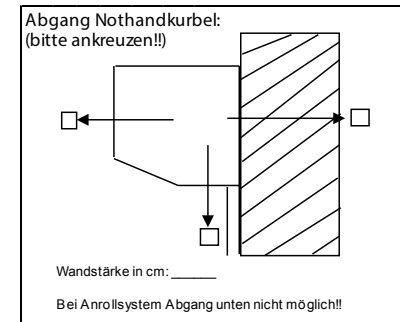 Abgang Nothandkurbel:
(bitte ankreuzen!!)
Wandstärke in cm: ______
Bei Anrollsystem Abgang unten nicht möglich!!